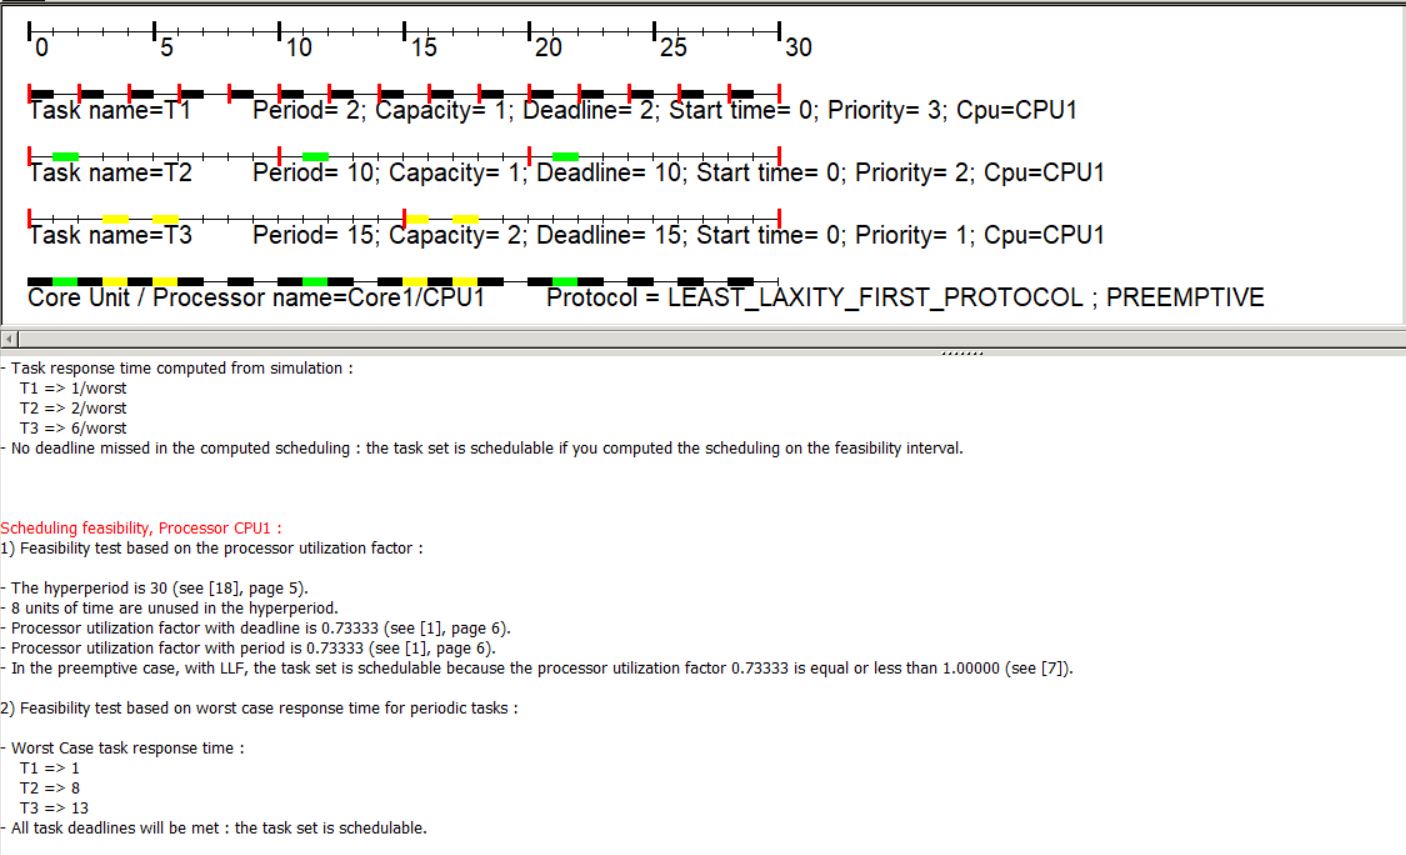 0 5 10 15 20 25 30
Task name=T1 Period= 2; Capacity= 1; Deadline= 2; Start time= 0; Priority= 3; Cpu=CPU1
Task name=T2 Period= 10; Capacity= 1; Deadline= 10; Start time= 0; Priority= 2; Cpu=CPU1
Task name=T3 Period= 15; Capacity= 2; Deadline= 15; Start time= 0; Priority= 1; Cpu=CPU1
Core Unit / Processor name=Core1/CPU1 Protocol = LEAST_LAXITY_FIRST_PROTOCOL ; PREEMPTIVE
- Task response time computed from simulation :
T1 => 1/worst
T2 => 2/worst
T3 => 6/worst
- No deadline missed in the computed scheduling : the task set is schedulable if you computed the scheduling on the feasibility interval.
Scheduling feasibility, Processor CPU1 :
1) Feasibility test based on the processor utilization factor :
- The hyperperiod is 30 (see [18], page 5).
- 8 units of time are unused in the hyperperiod.
- Processor utilization factor with deadline is 0.73333 (see [1], page 6).
- Processor utilization factor with period is 0.73333 (see [1], page 6).
- In the preemptive case, with LLF, the task set is schedulable because the processor utilization factor 0.73333 is equal or less than 1.00000 (see [7]).
2) Feasibility test based on worst case response time for periodic tasks :
- Worst Case task response time :
T1 => 1
T2 => 8
T3 => 13
- All task deadlines will be met : the task set is schedulable.